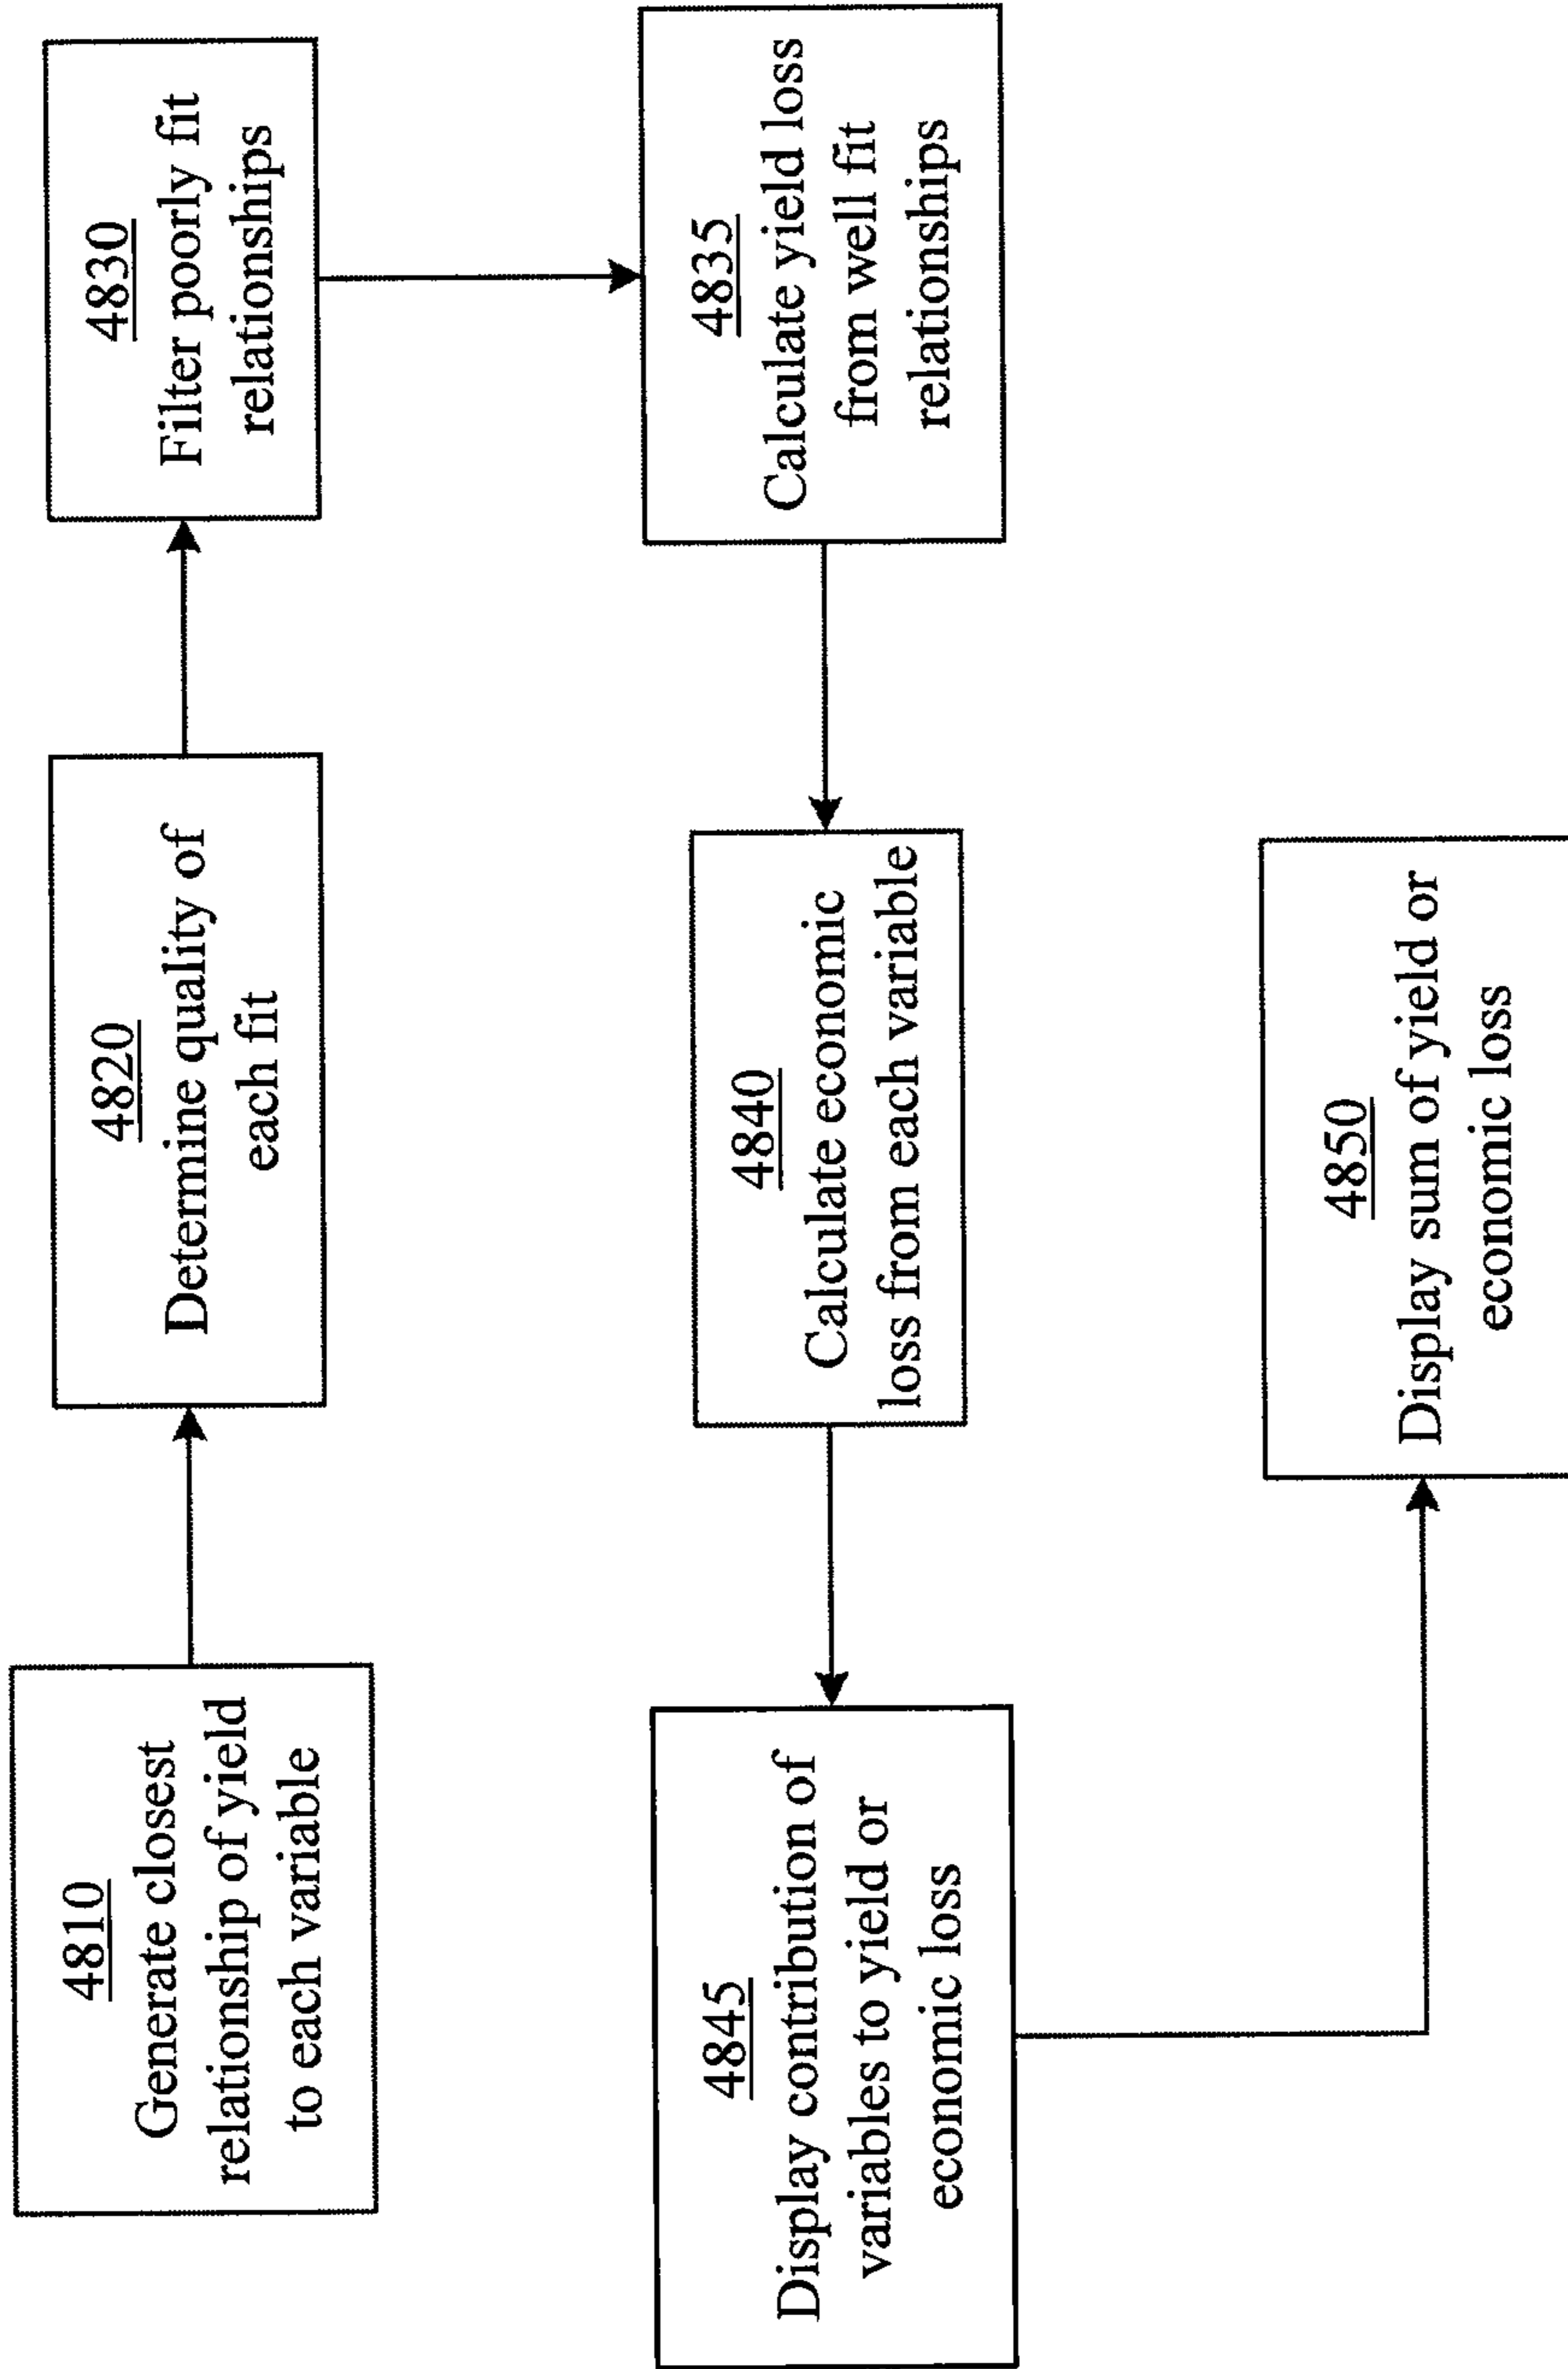 4810
Generate closest
relationship of yield
to each variable
4820
Determine quality of
each fit
4830
Filter poorly fit
relationships
4835
Calculate yield loss
from well fit
relationships
4840
Calculate economic
loss from each variable
4845
Display contribution of
variables to yield or
economic loss
4850
Display sum of yield or
economic loss